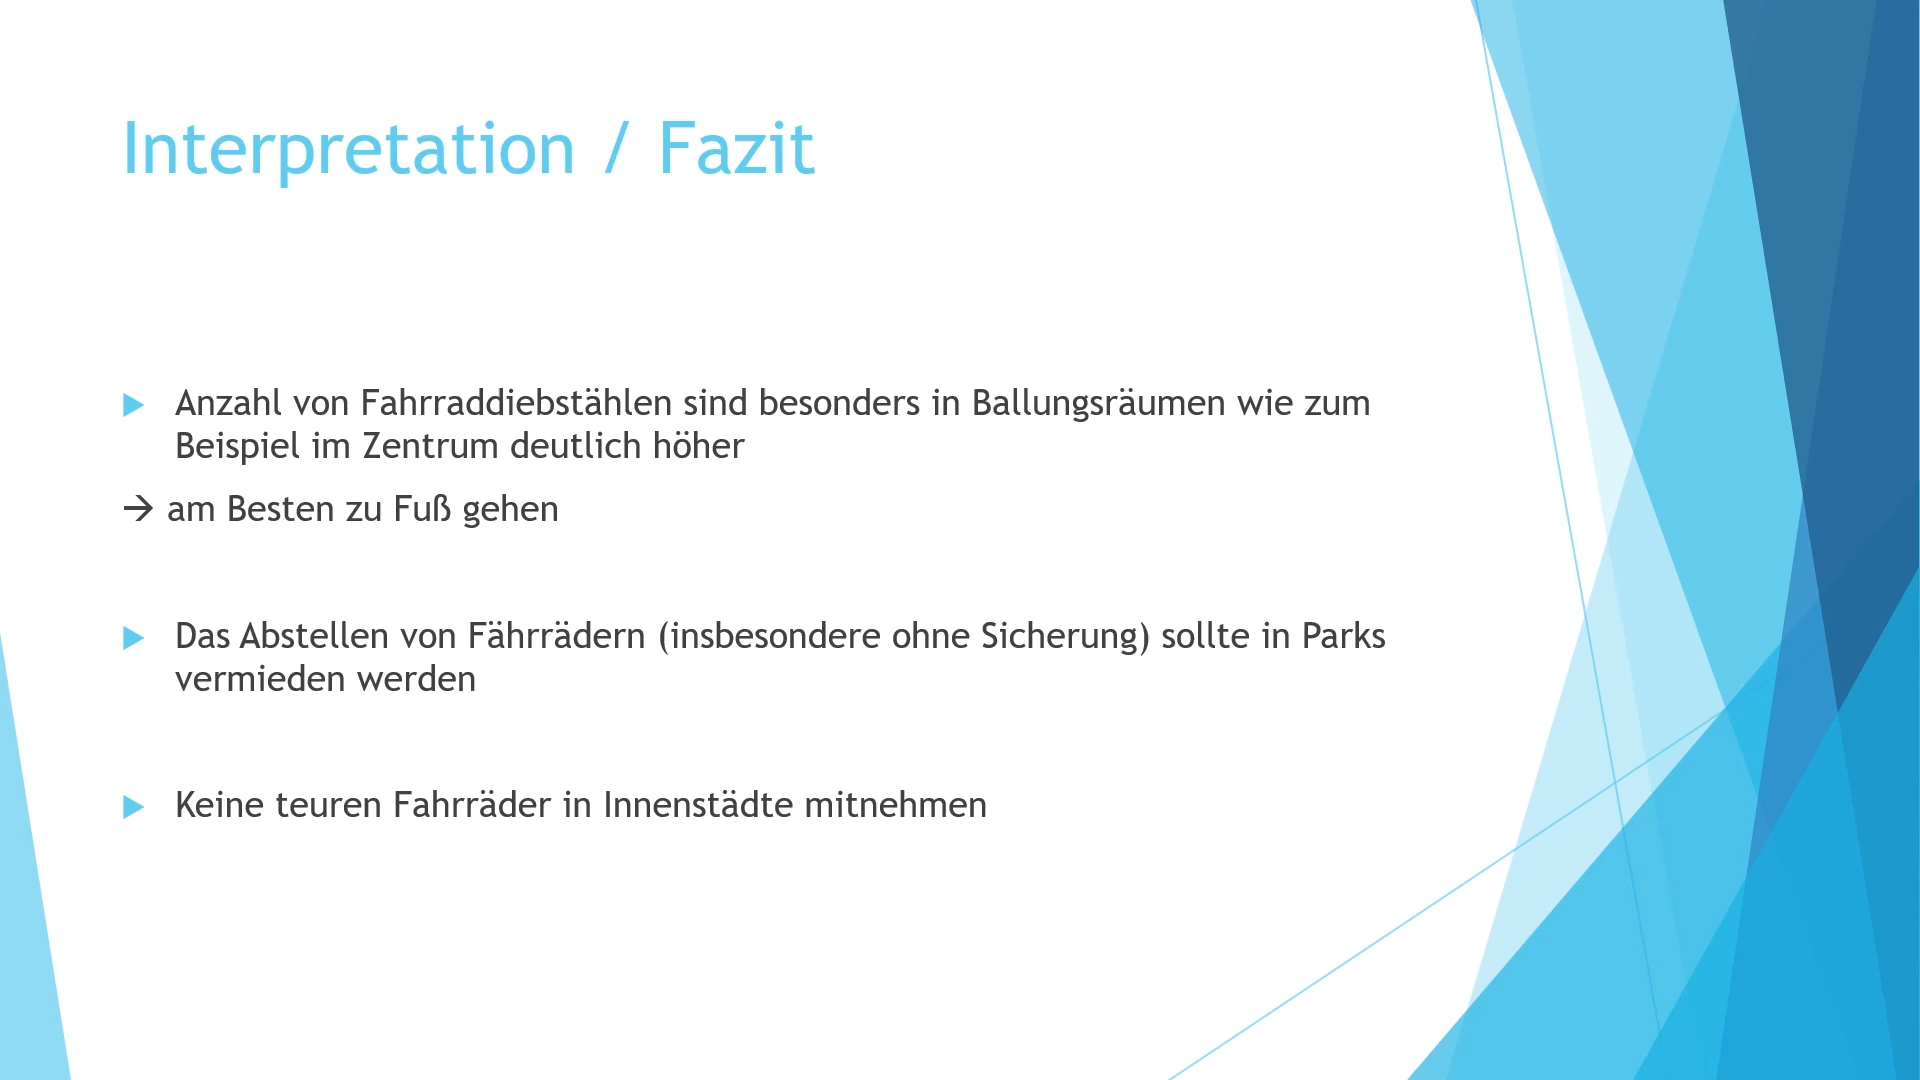 Interpretation / Fazit
Anzahl von Fahrraddiebstählen sind besonders in Ballungsräumen wie zum
Beispiel im Zentrum deutlich höher
→ am Besten zu Fuß gehen
Das Abstellen von Fährrädern (insbesondere ohne Sicherung) sollte in Parks
vermieden werden
Keine teuren Fahrräder in Innenstädte mitnehmen